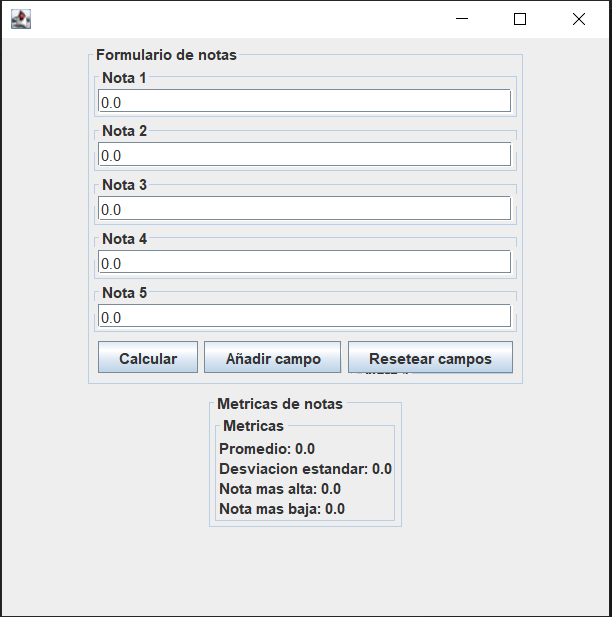 Formulario de notas
Nota 1
0.0
Nota 2
0.0
Nota 3
0.0
Nota 4
0.0
Nota 5
0.0
Calcular Añadir campo Resetear campos
Metricas de notas
Metricas
Promedio: 0.0
Desviacion estandar: 0.0
Nota mas alta: 0.0
Nota mas baja: 0.0